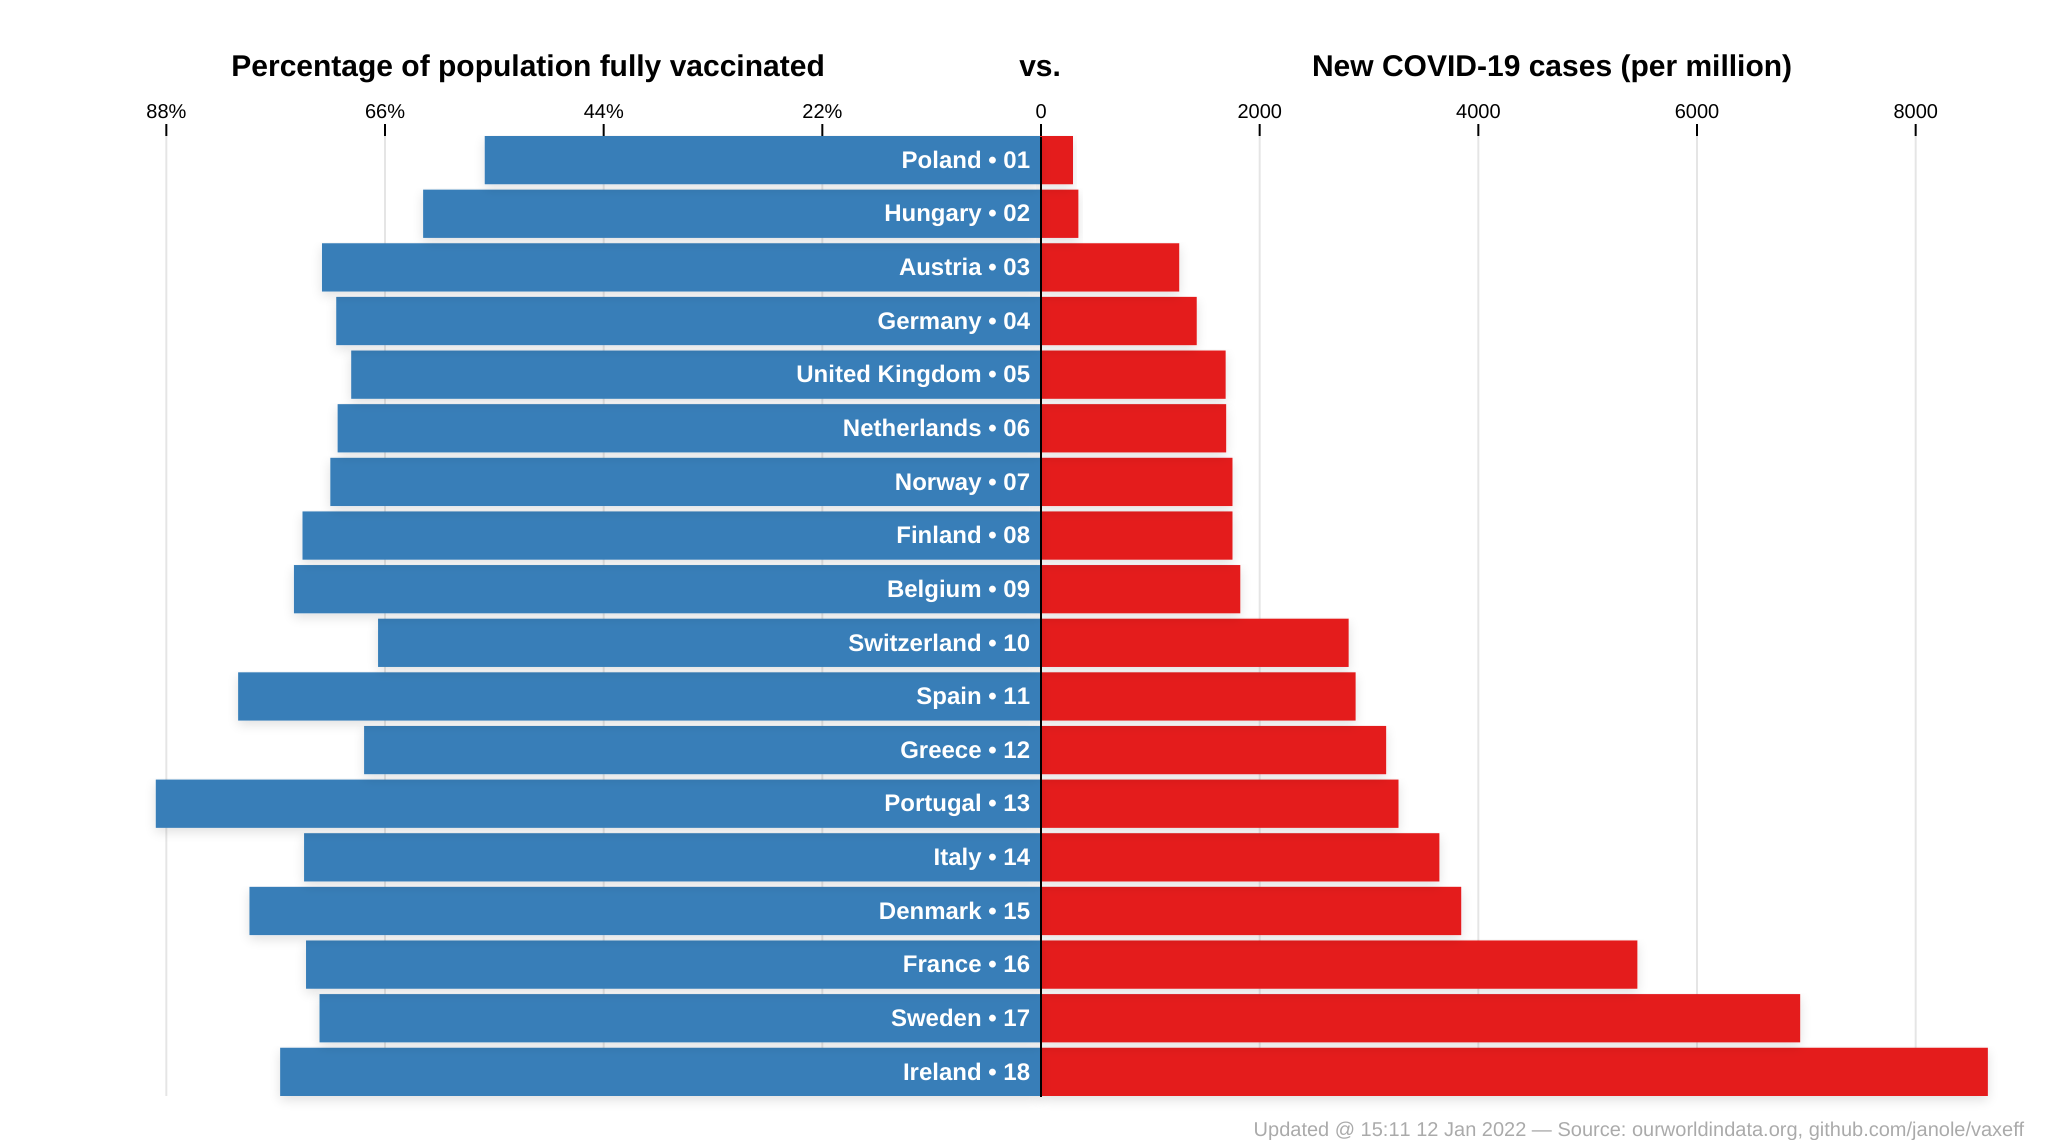 Percentage of population fully vaccinated vs. New COVID-19 cases (per million)
88% 66% 44% 22% 0 2000 4000 6000 8000
Poland • 01
Hungary • 02
Austria • 03
Germany • 04
United Kingdom • 05
Netherlands • 06
Norway • 07
Finland • 08
Belgium • 09
Switzerland • 10
Spain • 11
Greece • 12
Portugal • 13
Italy • 14
Denmark • 15
France • 16
Sweden • 17
Ireland • 18
Updated @ 15:11 12 Jan 2022 — Source: ourworldindata.org, github.com/janole/vaxeff